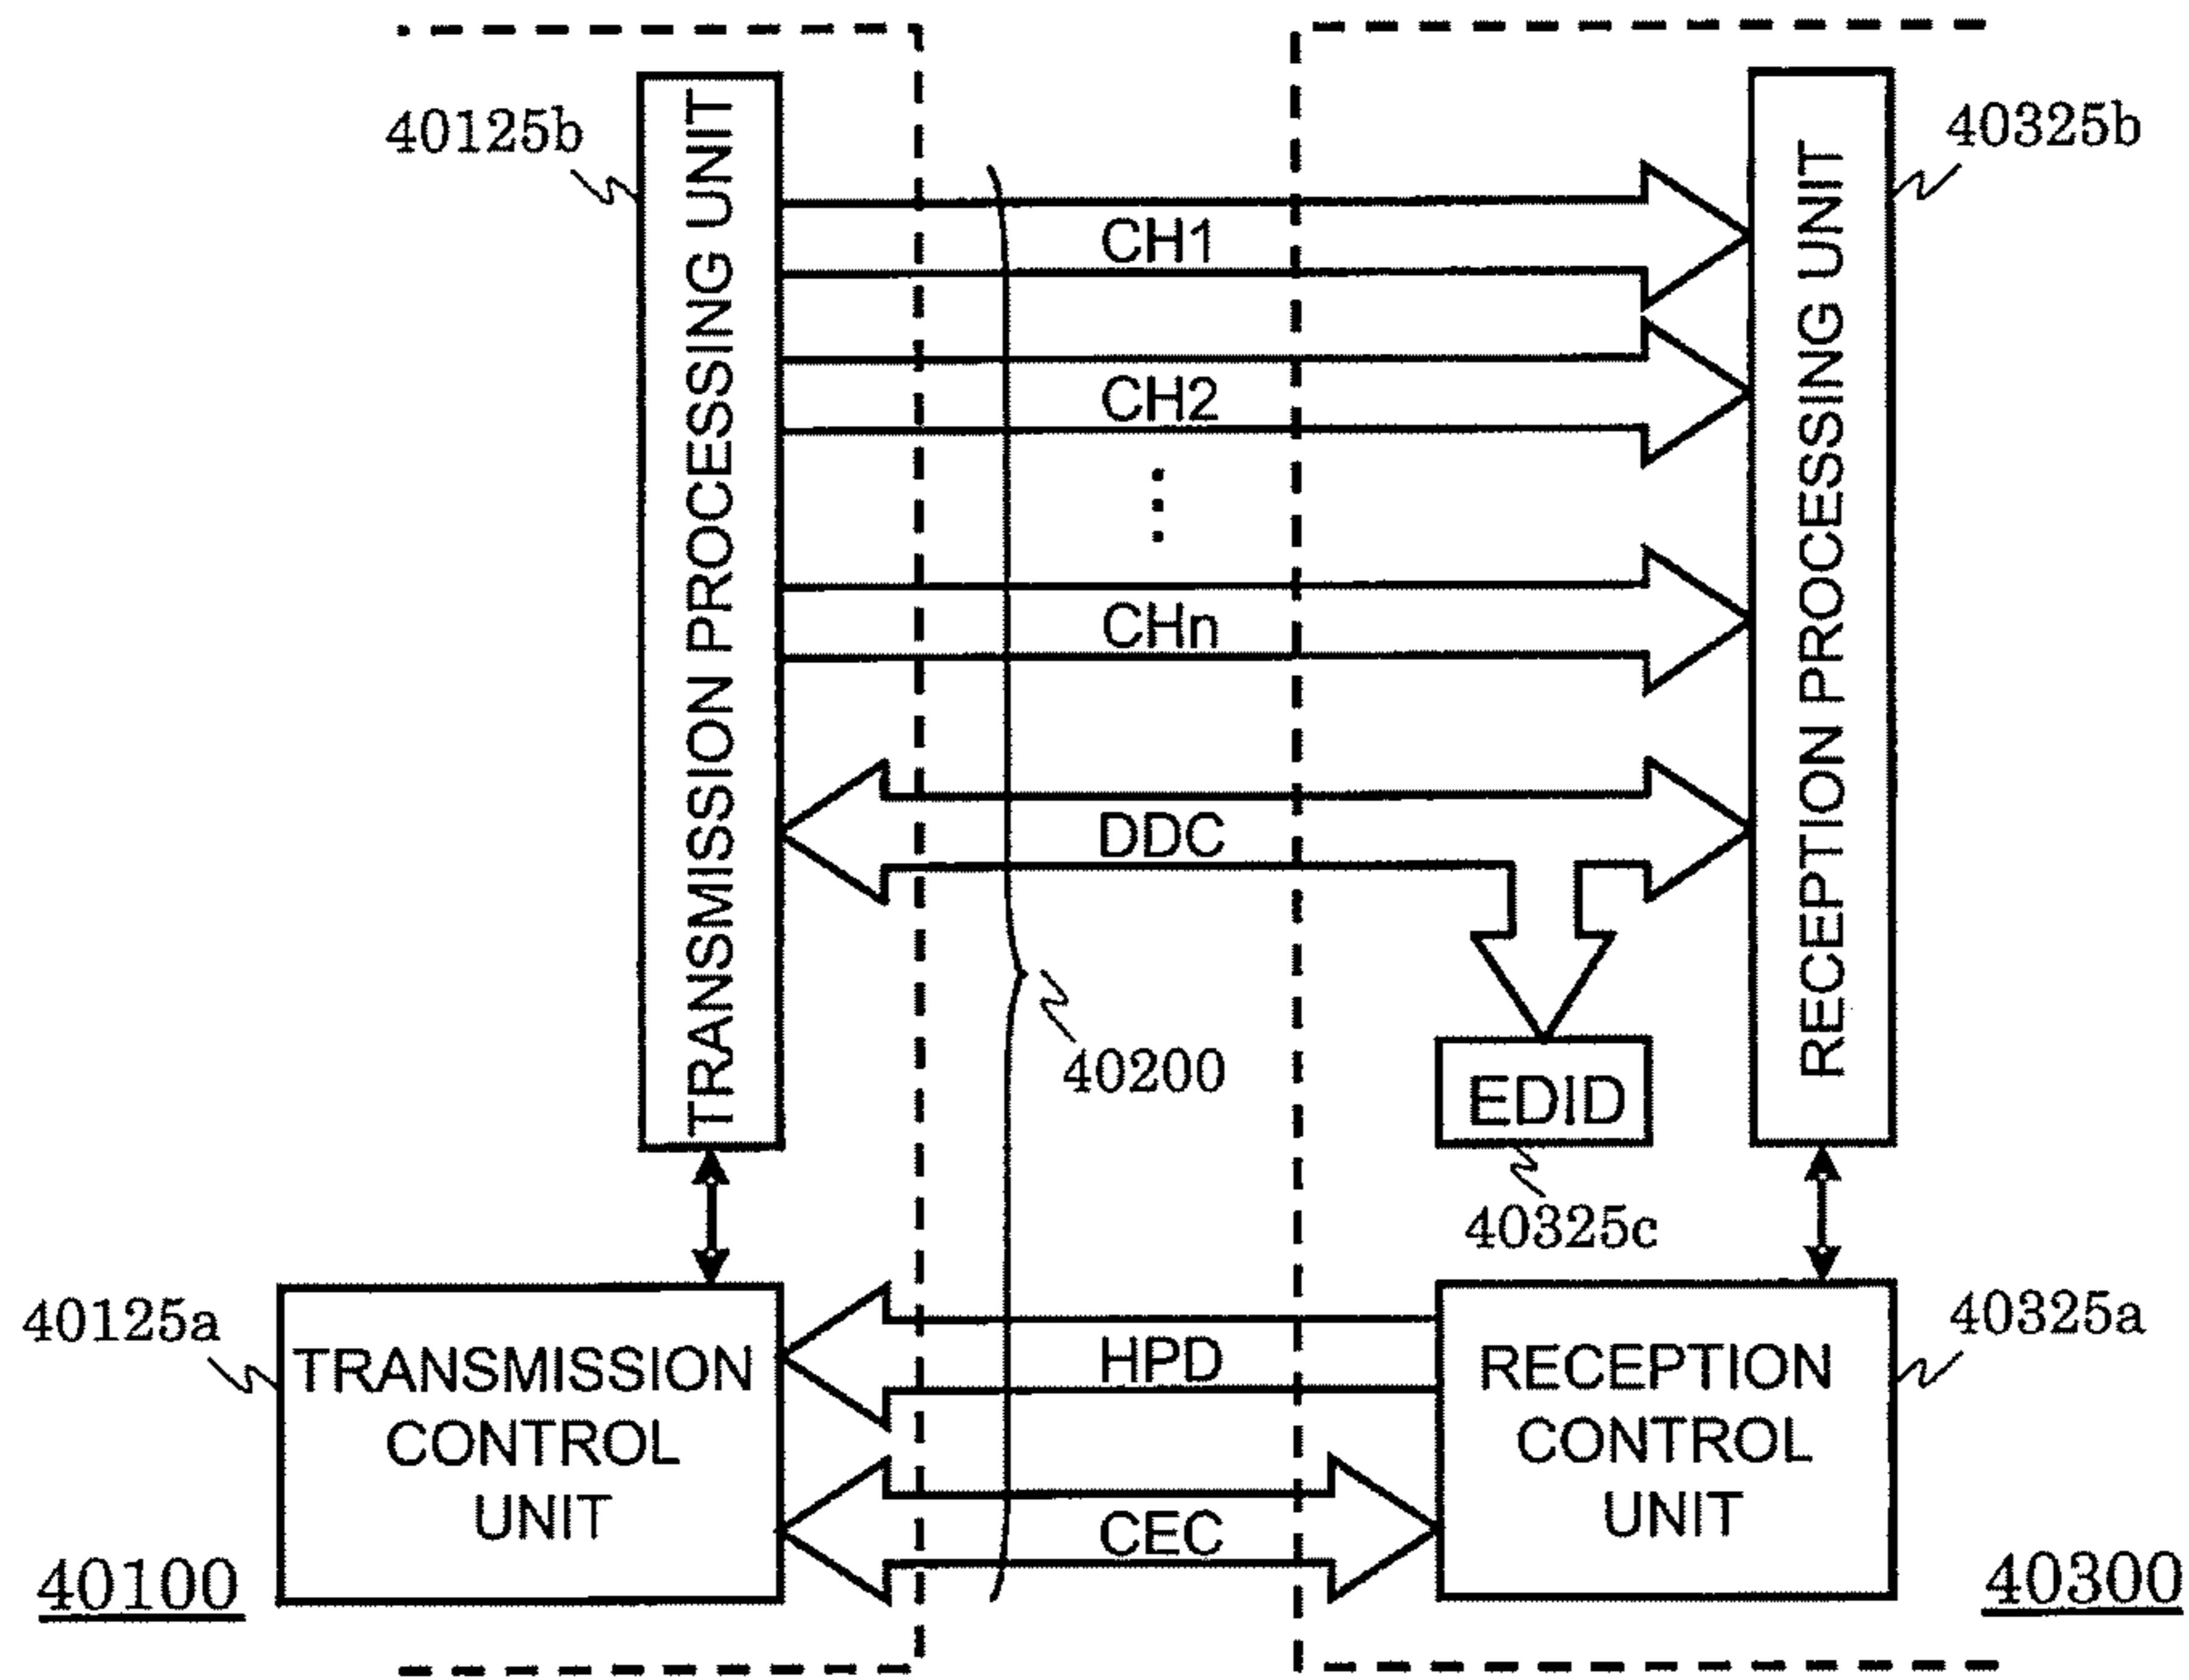 40125b
TRANSMISSION PROCESSING UNIT
40325b
RECEPTION PROCESSING UNIT
CH1
CH2
CHn
DDC
40200
EDID
40325c
40125a
TRANSMISSION
CONTROL
UNIT
HPD
CEC
RECEPTION
CONTROL
UNIT
40325a
40100
40300